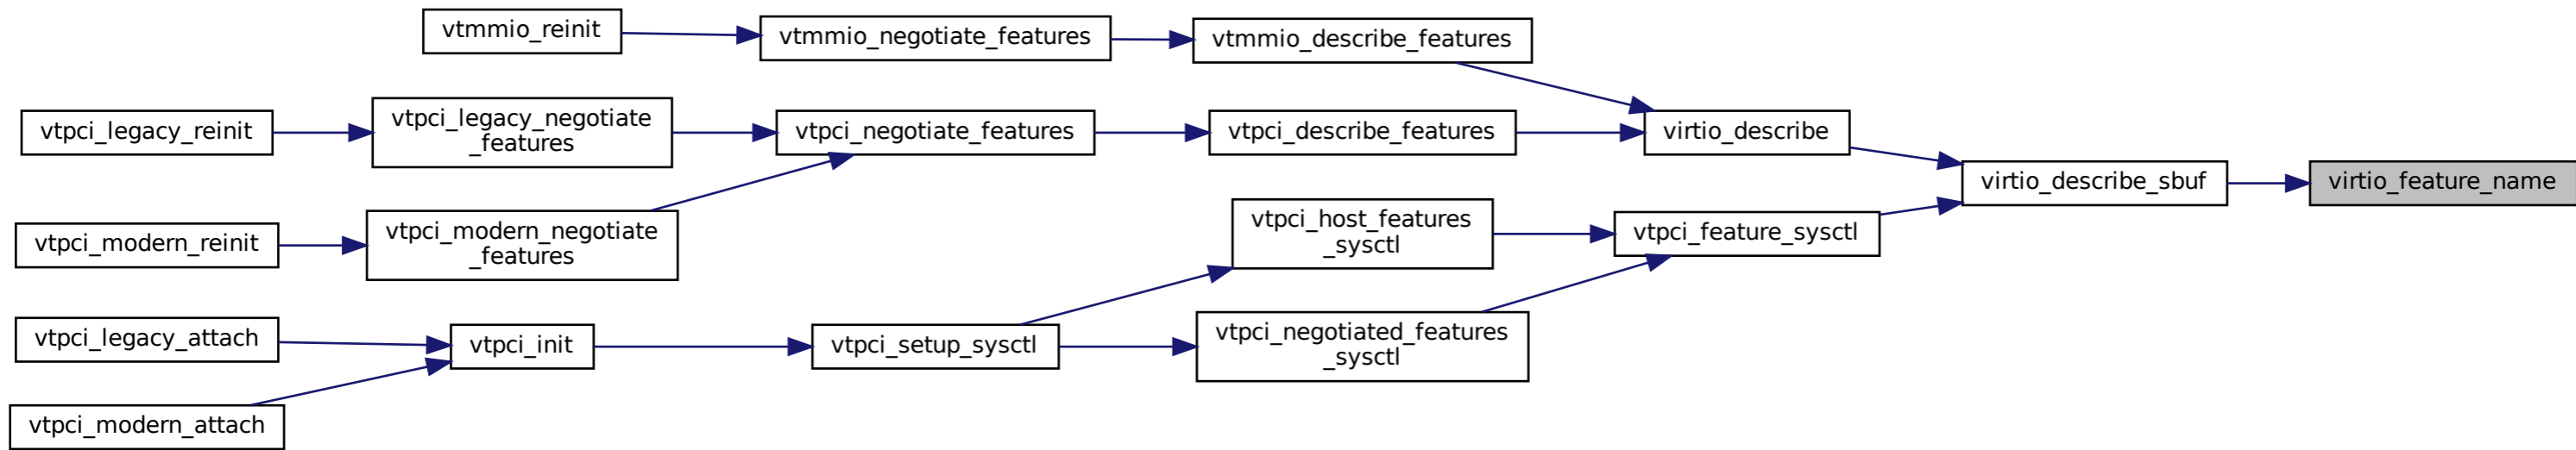 vtmmio_reinit
vtmmio_negotiate_features
vtmmio_describe_features
vtpci_legacy_reinit
vtpci_legacy_negotiate
_features
vtpci_negotiate_features
vtpci_describe_features
virtio_describe
virtio_describe_sbuf
virtio_feature_name
vtpci_modern_reinit
vtpci_modern_negotiate
_features
vtpci_host_features
_sysctl
vtpci_feature_sysctl
vtpci_legacy_attach
vtpci_init
vtpci_setup_sysctl
vtpci_negotiated_features
_sysctl
vtpci_modern_attach